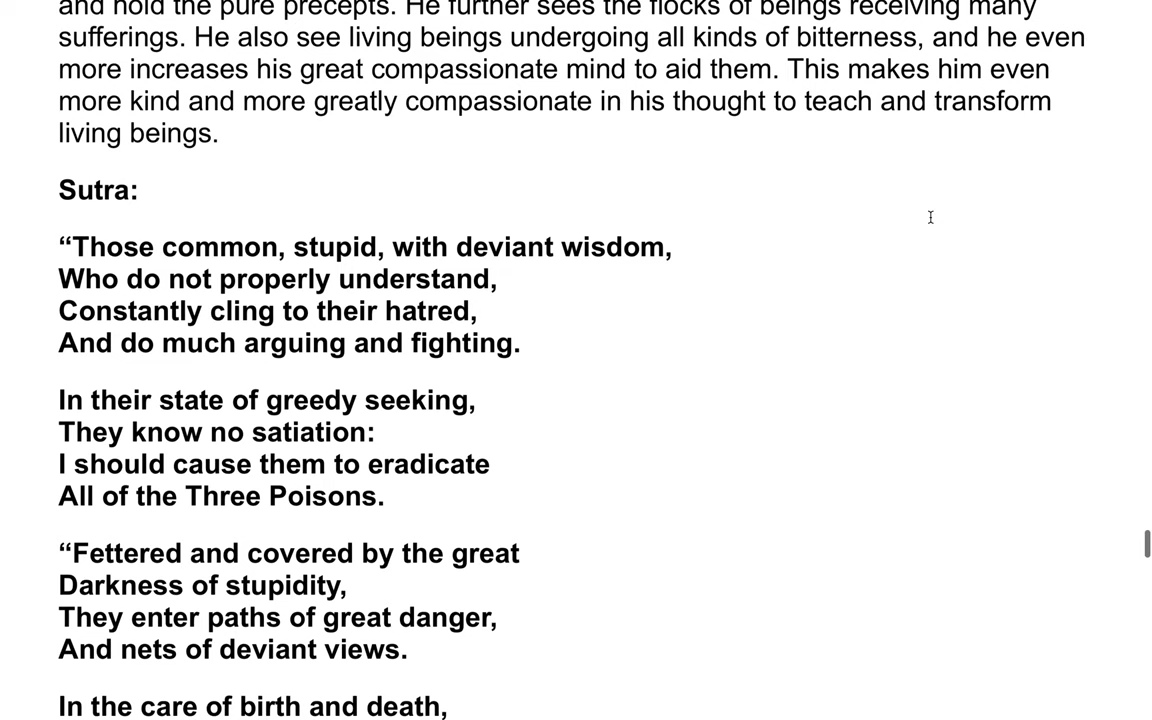 and hold the pure precepts. He further sees the flocks of beings receiving many
sufferings. He also see living beings undergoing all kinds of bitterness, and he even
more increases his great compassionate mind to aid them. This makes him even
more kind and more greatly compassionate in his thought to teach and transform
living beings.
Sutra:
“Those common, stupid, with deviant wisdom,
Who do not properly understand,
Constantly cling to their hatred,
And do much arguing and fighting.
In their state of greedy seeking,
They know no satiation:
I should cause them to eradicate
All of the Three Poisons.
“Fettered and covered by the great
Darkness of stupidity,
They enter paths of great danger,
And nets of deviant views.
In the care of birth and death,